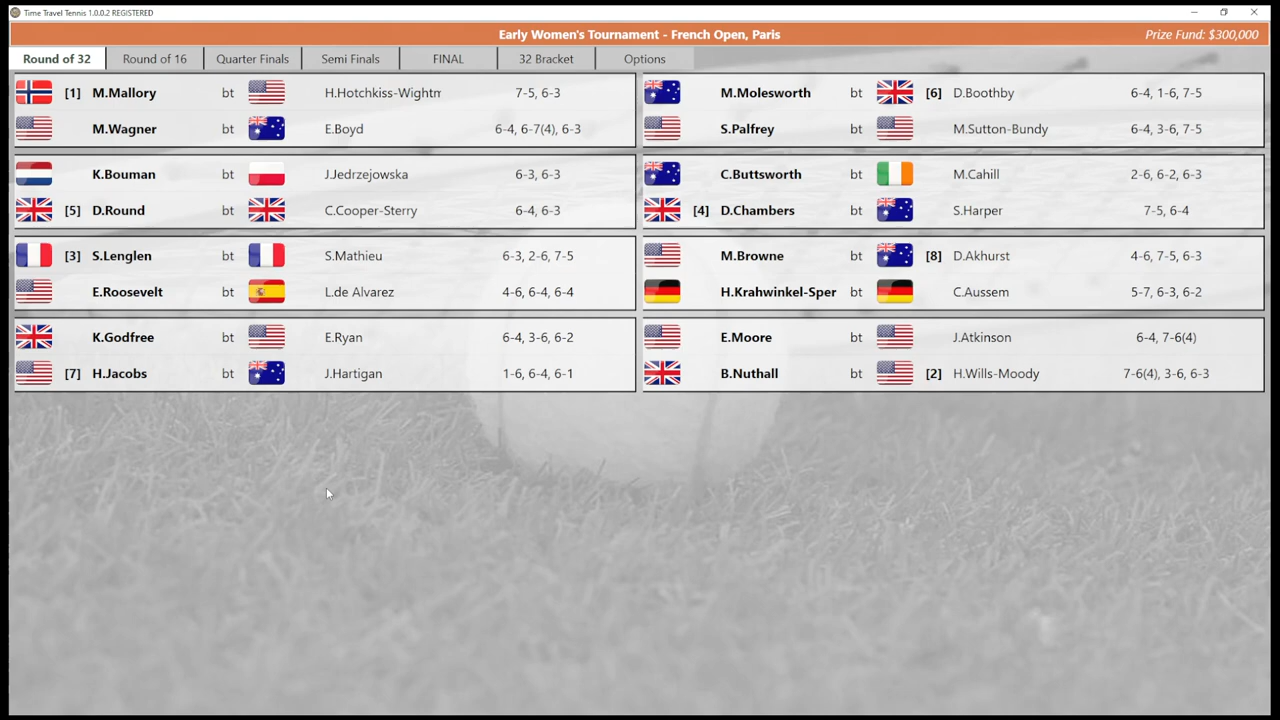 Time Travel Tennis 1.0.0.2 REGISTERED
Early Women's Tournament - French Open, Paris Prize Fund: $300,000
Round of 32 Round of 16 Quarter Finals Semi Finals FINAL 32 Bracket Options
[1] M.Mallory bt H.Hotchkiss-Wightm 7-5, 6-3
M.Wagner bt E.Boyd 6-4, 6-7(4), 6-3
K.Bouman bt J.Jedrzejowska 6-3, 6-3
[5] D.Round bt C.Cooper-Sterry 6-4, 6-3
[3] S.Lenglen bt S.Mathieu 6-3, 2-6, 7-5
E.Roosevelt bt L.de Alvarez 4-6, 6-4, 6-4
K.Godfree bt E.Ryan 6-4, 3-6, 6-2
[7] H.Jacobs bt J.Hartigan 1-6, 6-4, 6-1
M.Molesworth bt [6] D.Boothby 6-4, 1-6, 7-5
S.Palfrey bt M.Sutton-Bundy 6-4, 3-6, 7-5
C.Buttsworth bt M.Cahill 2-6, 6-2, 6-3
[4] D.Chambers bt S.Harper 7-5, 6-4
M.Browne bt [8] D.Akhurst 4-6, 7-5, 6-3
H.Krahwinkel-Sper bt C.Aussem 5-7, 6-3, 6-2
E.Moore bt J.Atkinson 6-4, 7-6(4)
B.Nuthall bt [2] H.Wills-Moody 7-6(4), 3-6, 6-3